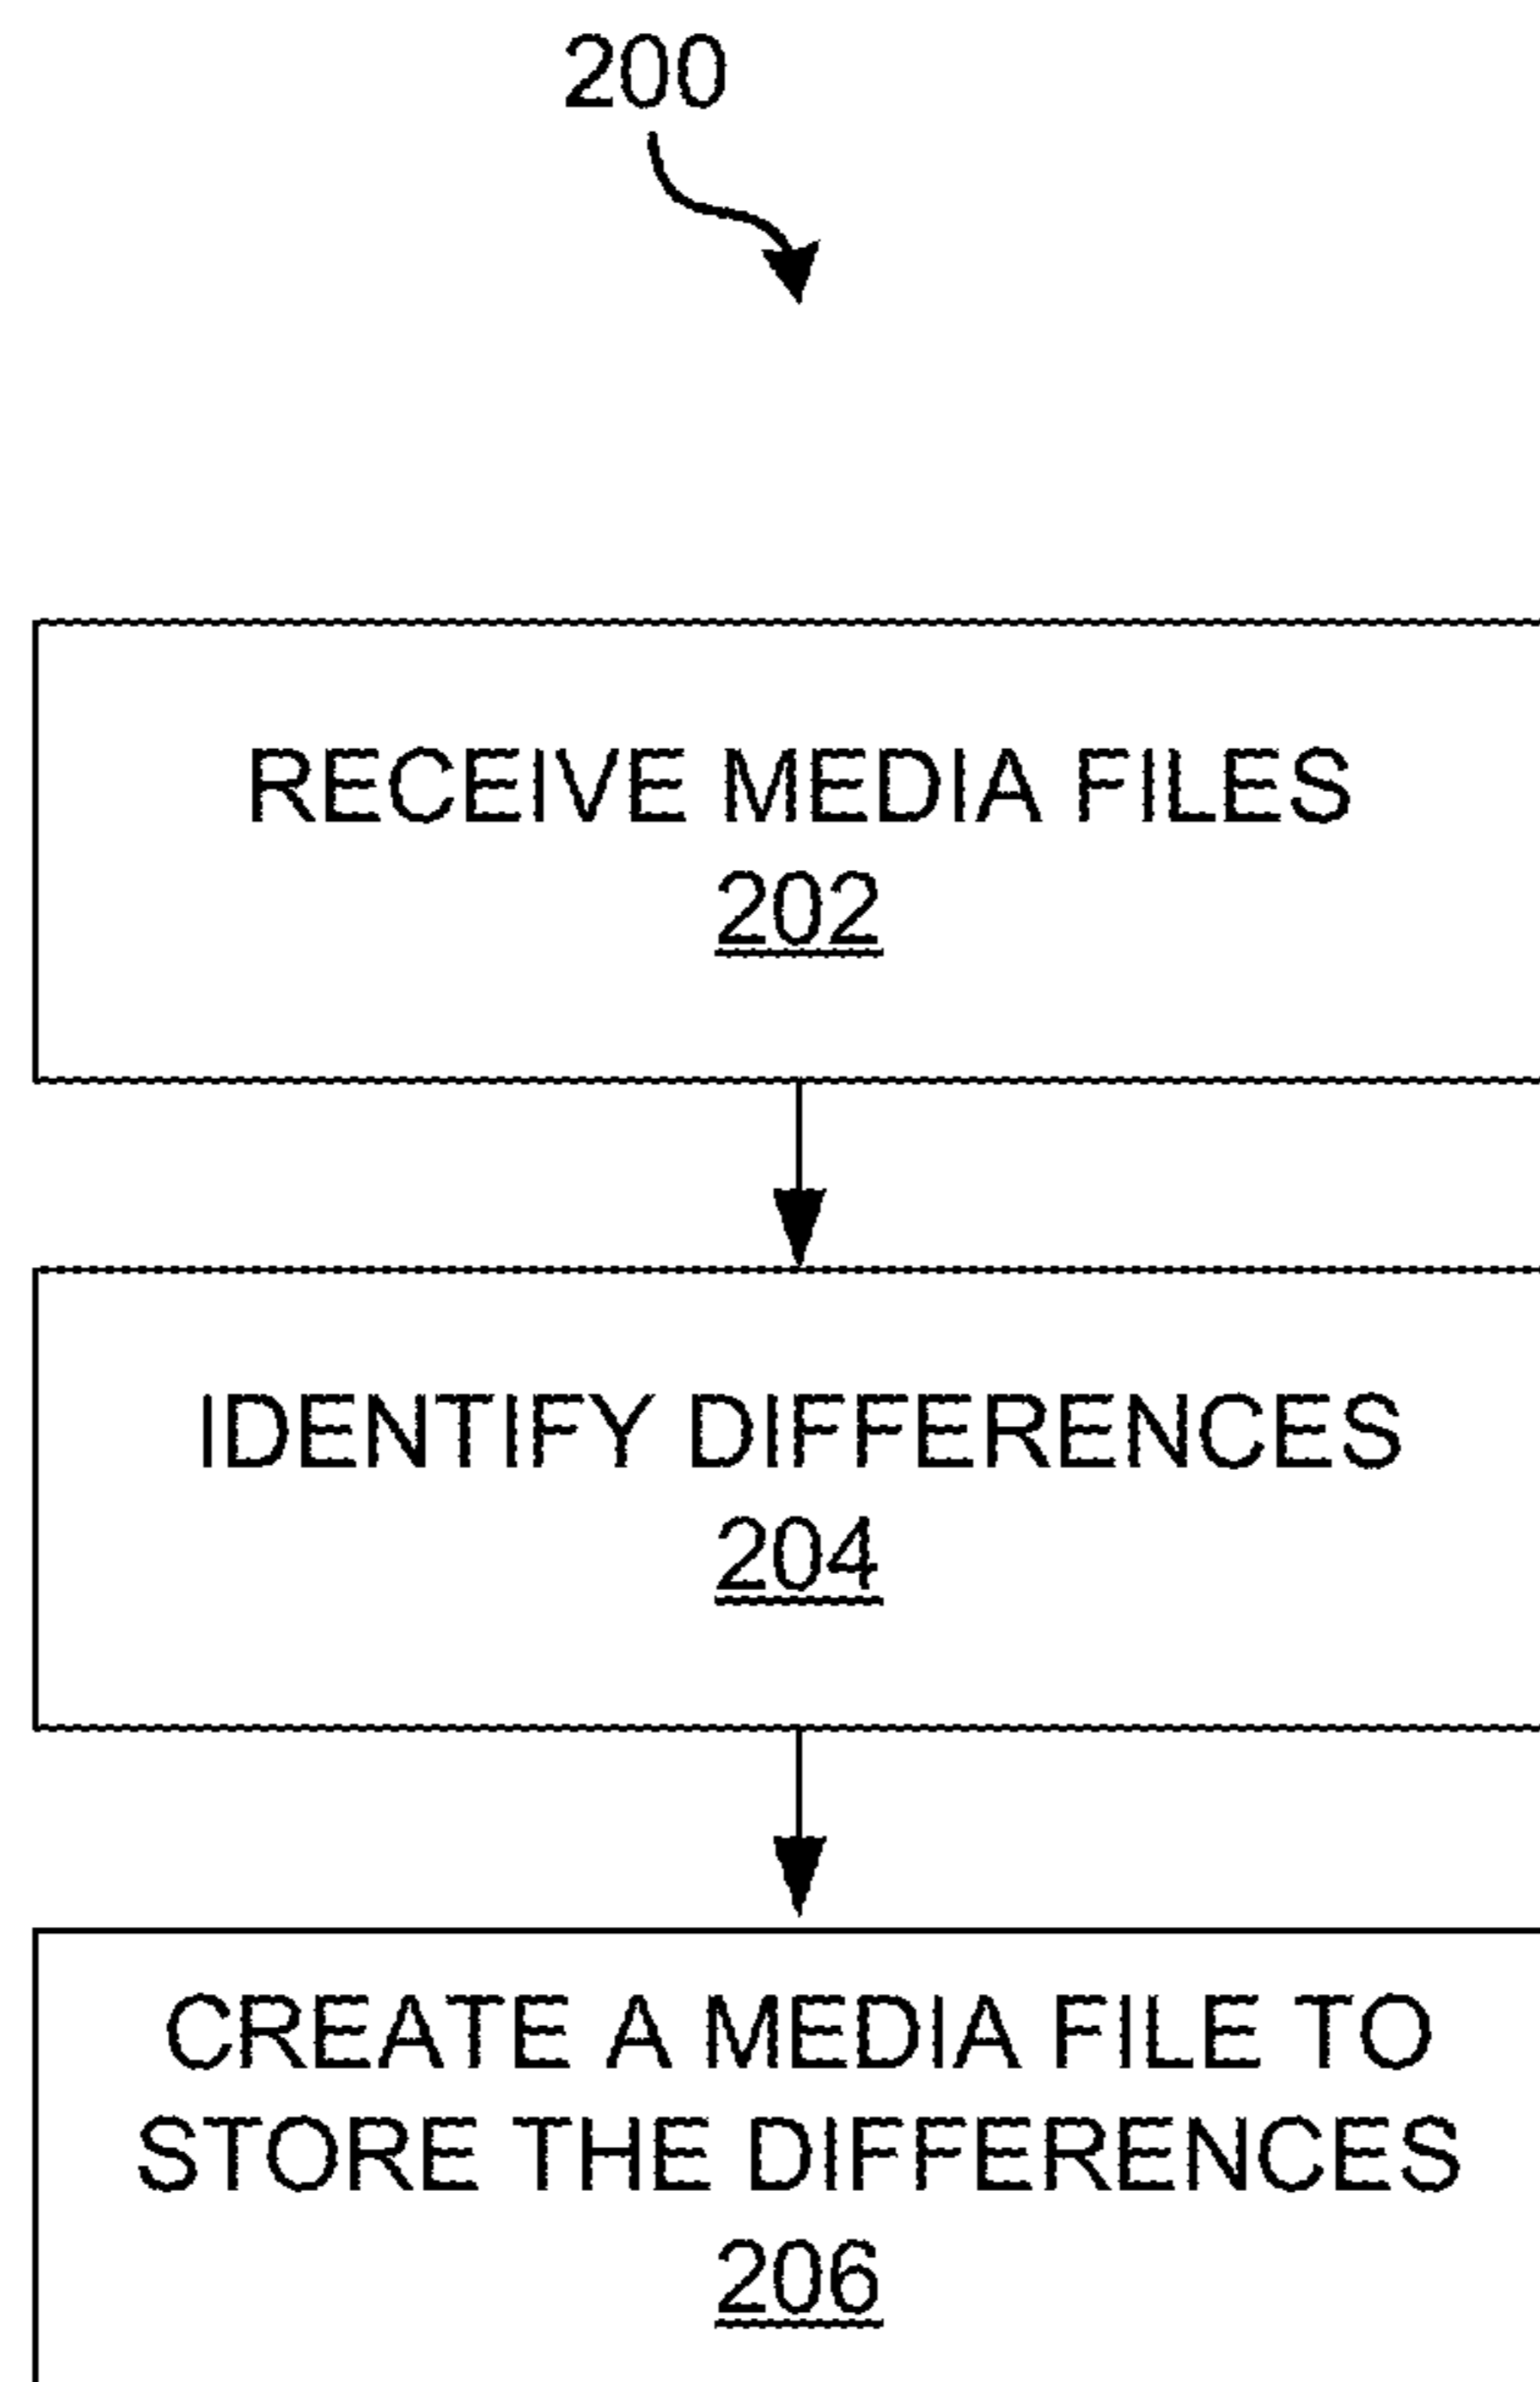 200
RECEIVE MEDIA FILES
202
IDENTIFY DIFFERENCES
204
CREATE A MEDIA FILE TO
STORE THE DIFFERENCES
206